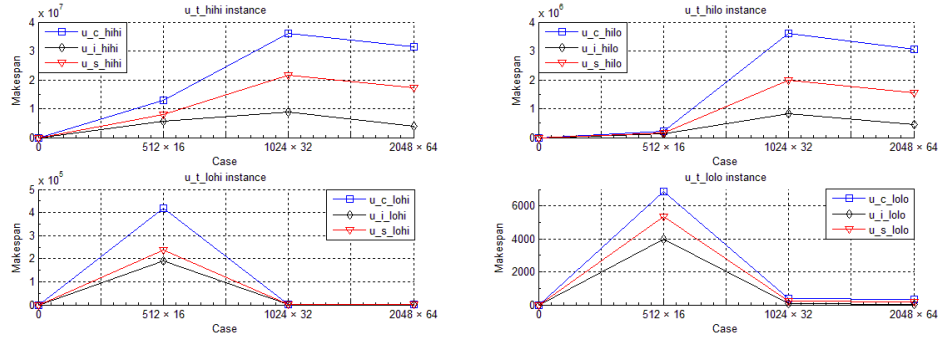 u_t_hihi instance
x 10^7
4
3
2
1
0
Makespan
u_c_hihi
u_i_hihi
u_s_hihi
0
512 × 16
1024 × 32
2048 × 64
Case
u_t_hilo instance
x 10^6
4
3
2
1
0
Makespan
u_c_hilo
u_i_hilo
u_s_hilo
0
512 × 16
1024 × 32
2048 × 64
Case
u_t_lohi instance
x 10^5
5
4
3
2
1
0
Makespan
u_c_lohi
u_i_lohi
u_s_lohi
0
512 × 16
1024 × 32
2048 × 64
Case
u_t_lolo instance
6000
4000
2000
0
Makespan
u_c_lolo
u_i_lolo
u_s_lolo
0
512 × 16
1024 × 32
2048 × 64
Case